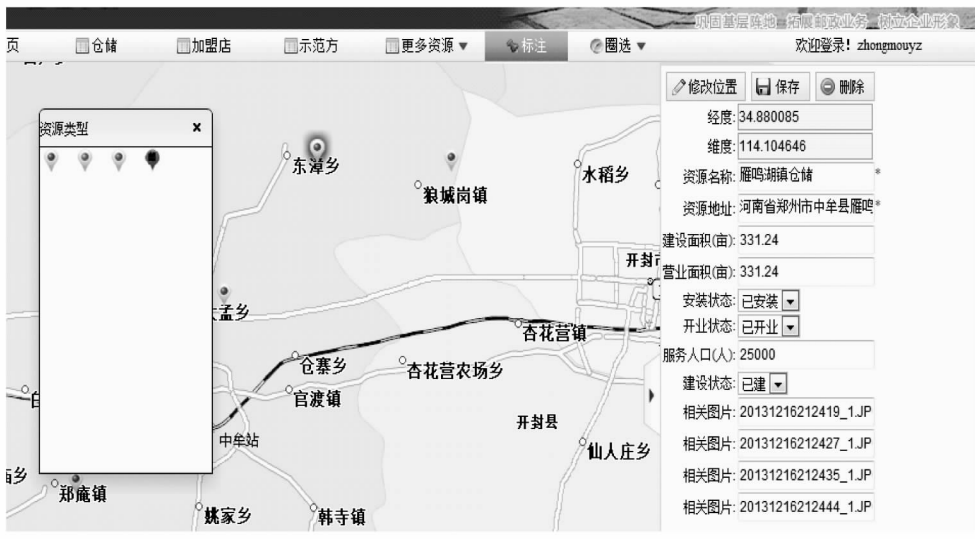 巩固基层阵地 拓展邮政业务 树立企业形象
页 仓储 加盟店 示范方 更多资源 标注 圈选 欢迎登录！zhongmouyz
资源类型 x
东漳乡
狼城岗镇
水稻乡
开封市
大孟乡
杏花营镇
仓寨乡
杏花营农场乡
官渡镇
开封县
中牟站
仙人庄乡
郑庵镇
姚家乡
韩寺镇
修改位置 保存 删除
经度: 34.880085
维度: 114.104646
资源名称: 雁鸣湖镇仓储 *
资源地址: 河南省郑州市中牟县雁鸣 *
建设面积(亩): 331.24
营业面积(亩): 331.24
安装状态: 已安装
开业状态: 已开业
服务人口(人): 25000
建设状态: 已建
相关图片: 20131216212419_1.JP
相关图片: 20131216212427_1.JP
相关图片: 20131216212435_1.JP
相关图片: 20131216212444_1.JP